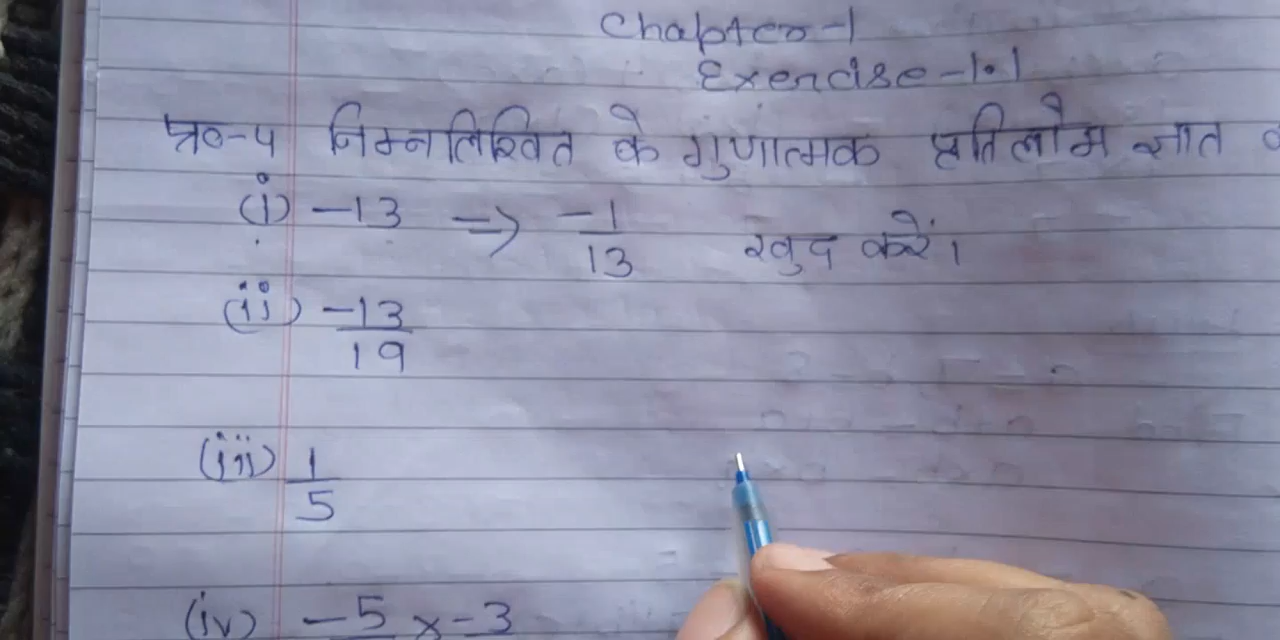 Chapter-1
Exercise-1.1
प्र०-4 निम्नलिखित के गुणात्मक प्रतिलोम ज्ञात
(i) -13 => -1/13 खुद करें।
(ii) -13/19
(iii) 1/5
(iv) -5 × -3